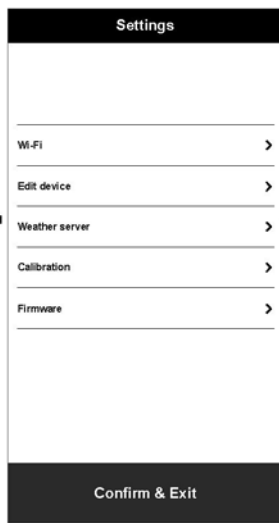 Settings
Wi-Fi
Edit device
Weather server
Calibration
Firmware
Confirm & Exit